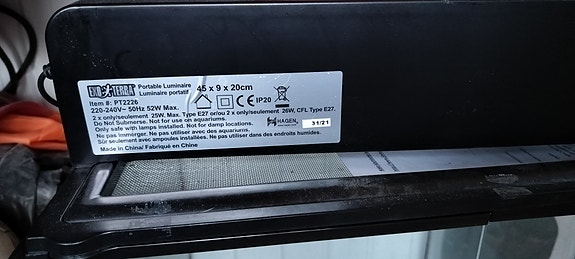 EXO TERRA Portable Luminaire 45 x 9 x 20cm
Luminaire portatif
Item #: PT2226
220-240V~ 50Hz 52W Max. CE IP20
2 x only/seulement 25W. Max. Type E27 or/ou 2 x only/seulement 26W, CFL Type E27.
Do Not Submerse. Not for use on aquariums.
Only safe with lamps installed. Not for damp locations. HAGEN 31/21
Ne pas immerger. Ne pas utiliser avec des aquariums.
Sûr seulement avec ampoules installées. Ne pas utiliser dans des endroits humides.
Made in China/ Fabriqué en Chine